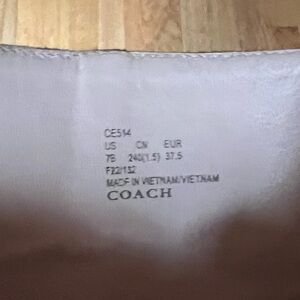 CE514
US CN EUR
7B 240(1.5) 37.5
F22/132
MADE IN VIETNAM/VIETNAM
COACH